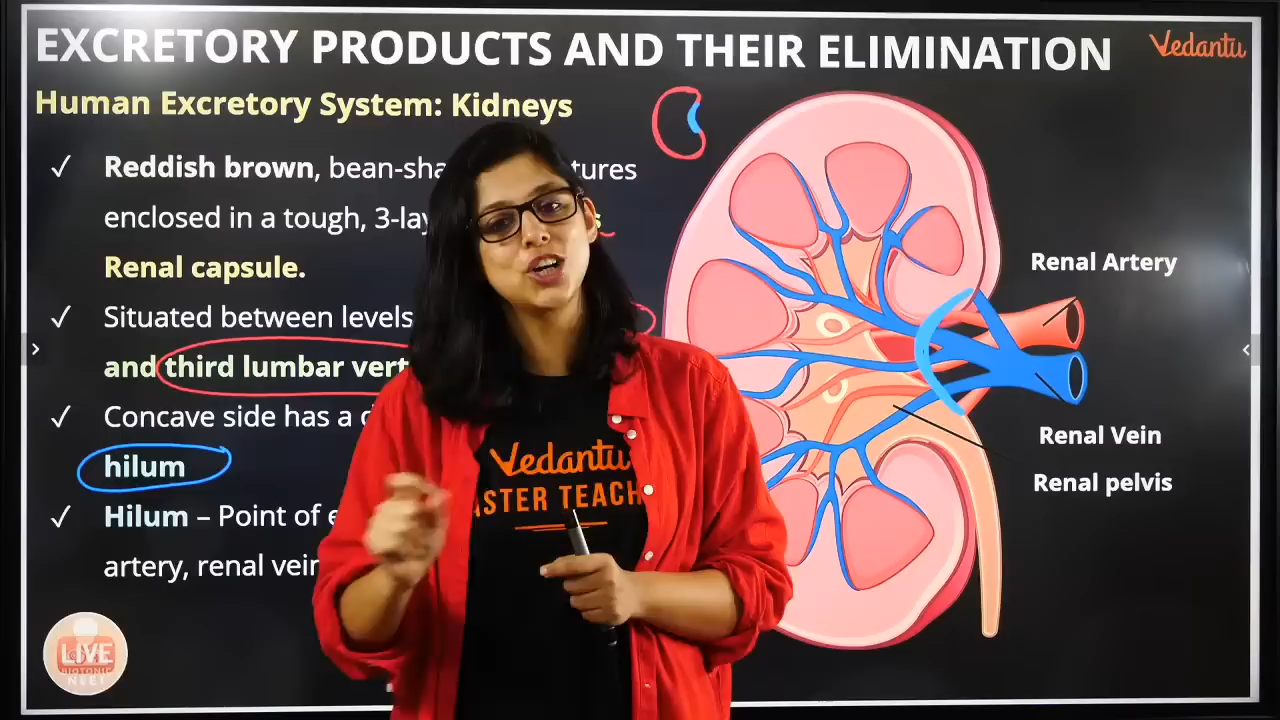 EXCRETORY PRODUCTS AND THEIR ELIMINATION
Vedantu
Human Excretory System: Kidneys
✓ Reddish brown, bean-sha tures
enclosed in a tough, 3-lay s
Renal capsule.
✓ Situated between levels
and third lumbar vert
✓ Concave side has a
hilum
✓ Hilum – Point of e
artery, renal vein
Renal Artery
Renal Vein
Renal pelvis
Vedantu
ASTER TEACH
LIVE
BIOTONIC
NEET